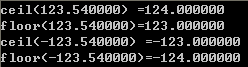 ceil(123.540000) =124.000000
floor(123.540000) =123.000000
ceil(-123.540000) =-123.000000
floor(-123.540000)=-124.000000